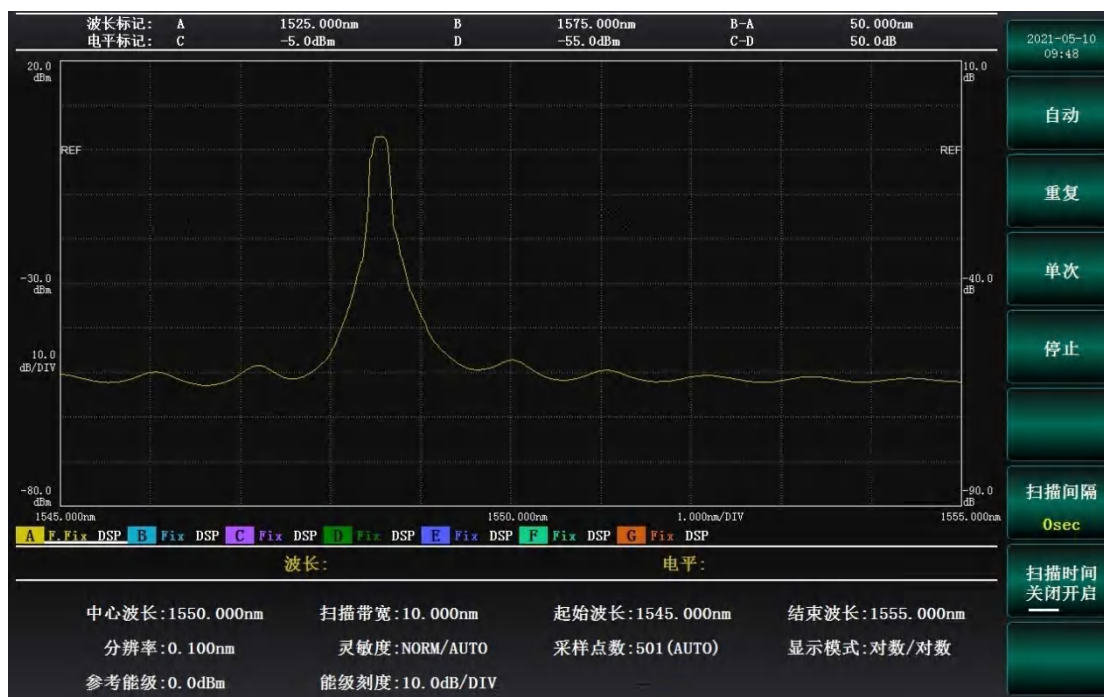 波长标记: A 1525.000nm B 1575.000nm B-A 50.000nm
电平标记: C -5.0dBm D -55.0dBm C-D 50.0dB
2021-05-10
09:48
20.0
dBm
10.0
dB
自动
REF
REF
重复
单次
-30.0
dBm
-40.0
dB
停止
10.0
dB/DIV
-80.0
dBm
-90.0
dB
扫描间隔
0sec
1545.000nm 1550.000nm 1.000nm/DIV 1555.000nm
A F.Fix DSP B Fix DSP C Fix DSP D Fix DSP E Fix DSP F Fix DSP G Fix DSP
波长: 电平:
扫描时间
关闭开启
中心波长:1550.000nm 扫描带宽:10.000nm 起始波长:1545.000nm 结束波长:1555.000nm
分辨率:0.100nm 灵敏度:NORM/AUTO 采样点数:501(AUTO) 显示模式:对数/对数
参考能级:0.0dBm 能级刻度:10.0dB/DIV